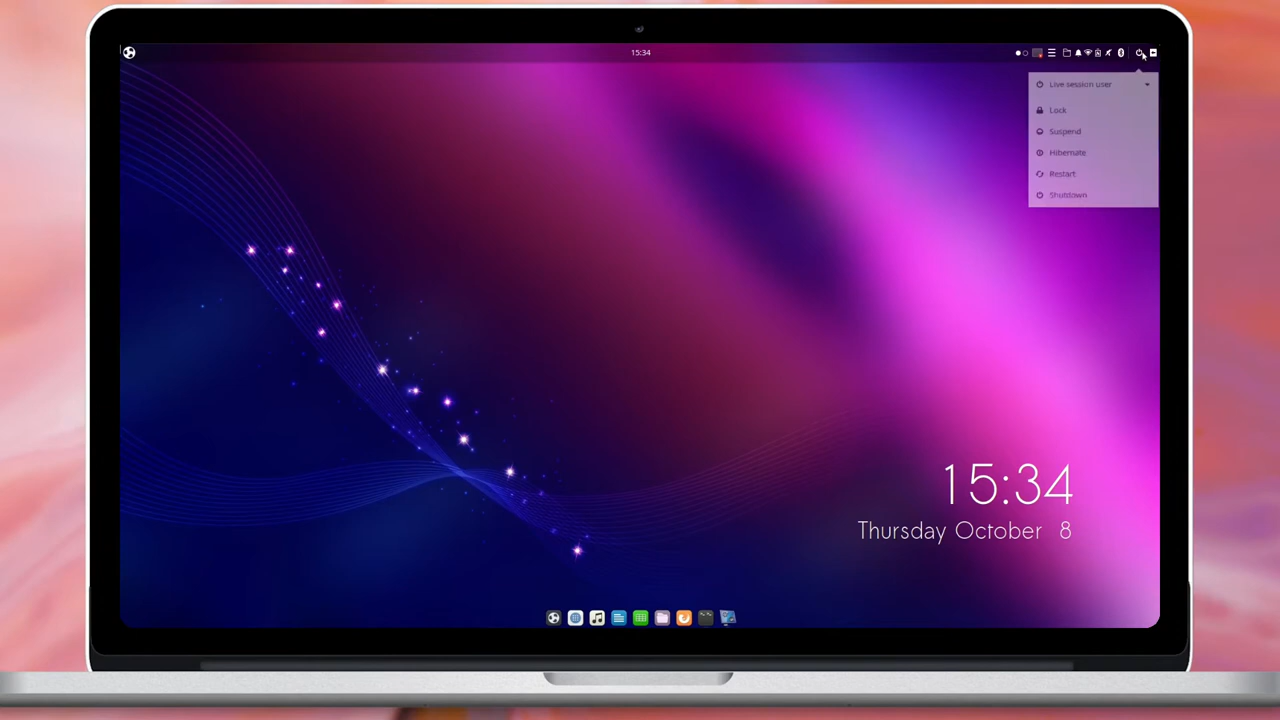 15:34
Live session user
Lock
Suspend
Hibernate
Restart
Shutdown
15:34
Thursday October 8